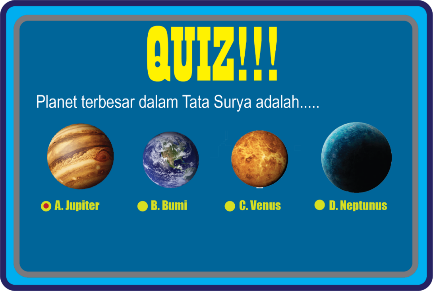 QUIZ!!!
Planet terbesar dalam Tata Surya adalah.....
A. Jupiter
B. Bumi
C. Venus
D. Neptunus